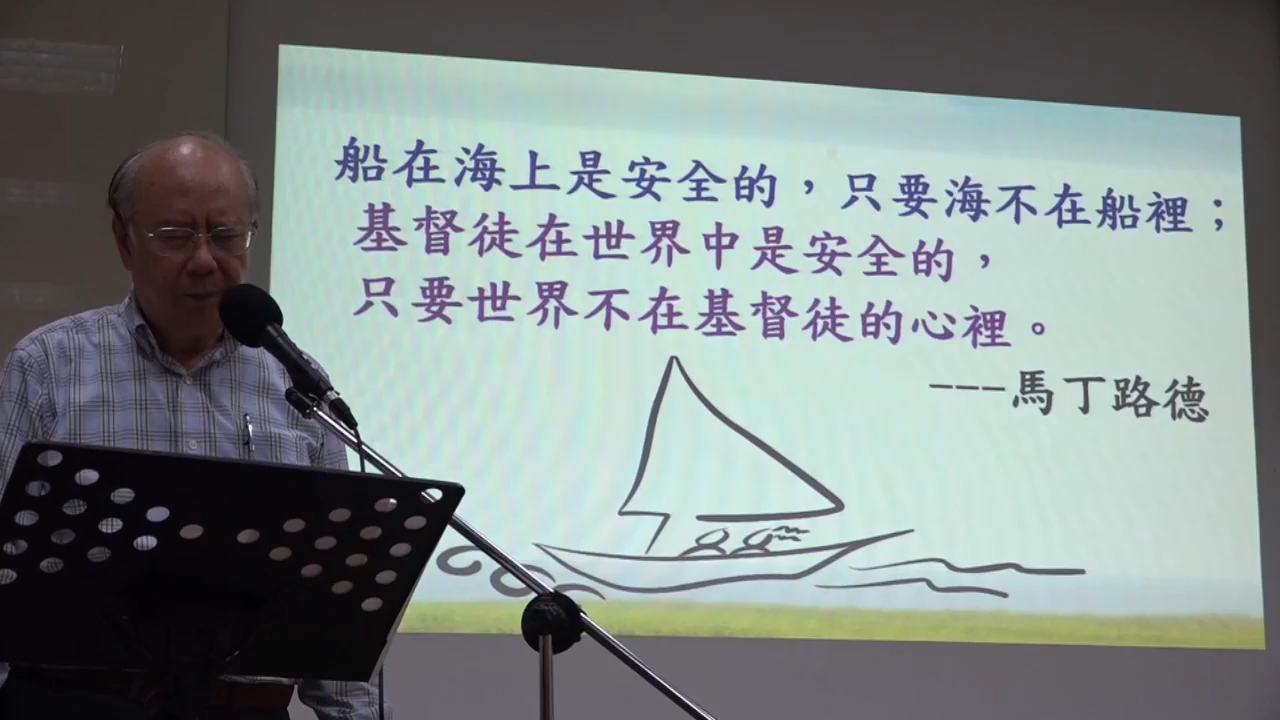 船在海上是安全的，只要海不在船裡；
基督徒在世界中是安全的，
只要世界不在基督徒的心裡。
---馬丁路德